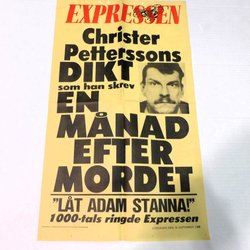 EXPRESSEN
Christer
Petterssons
DIKT
som han skrev
EN
MÅNAD
EFTER
MORDET
"LÅT ADAM STANNA!"
1000-tals ringde Expressen